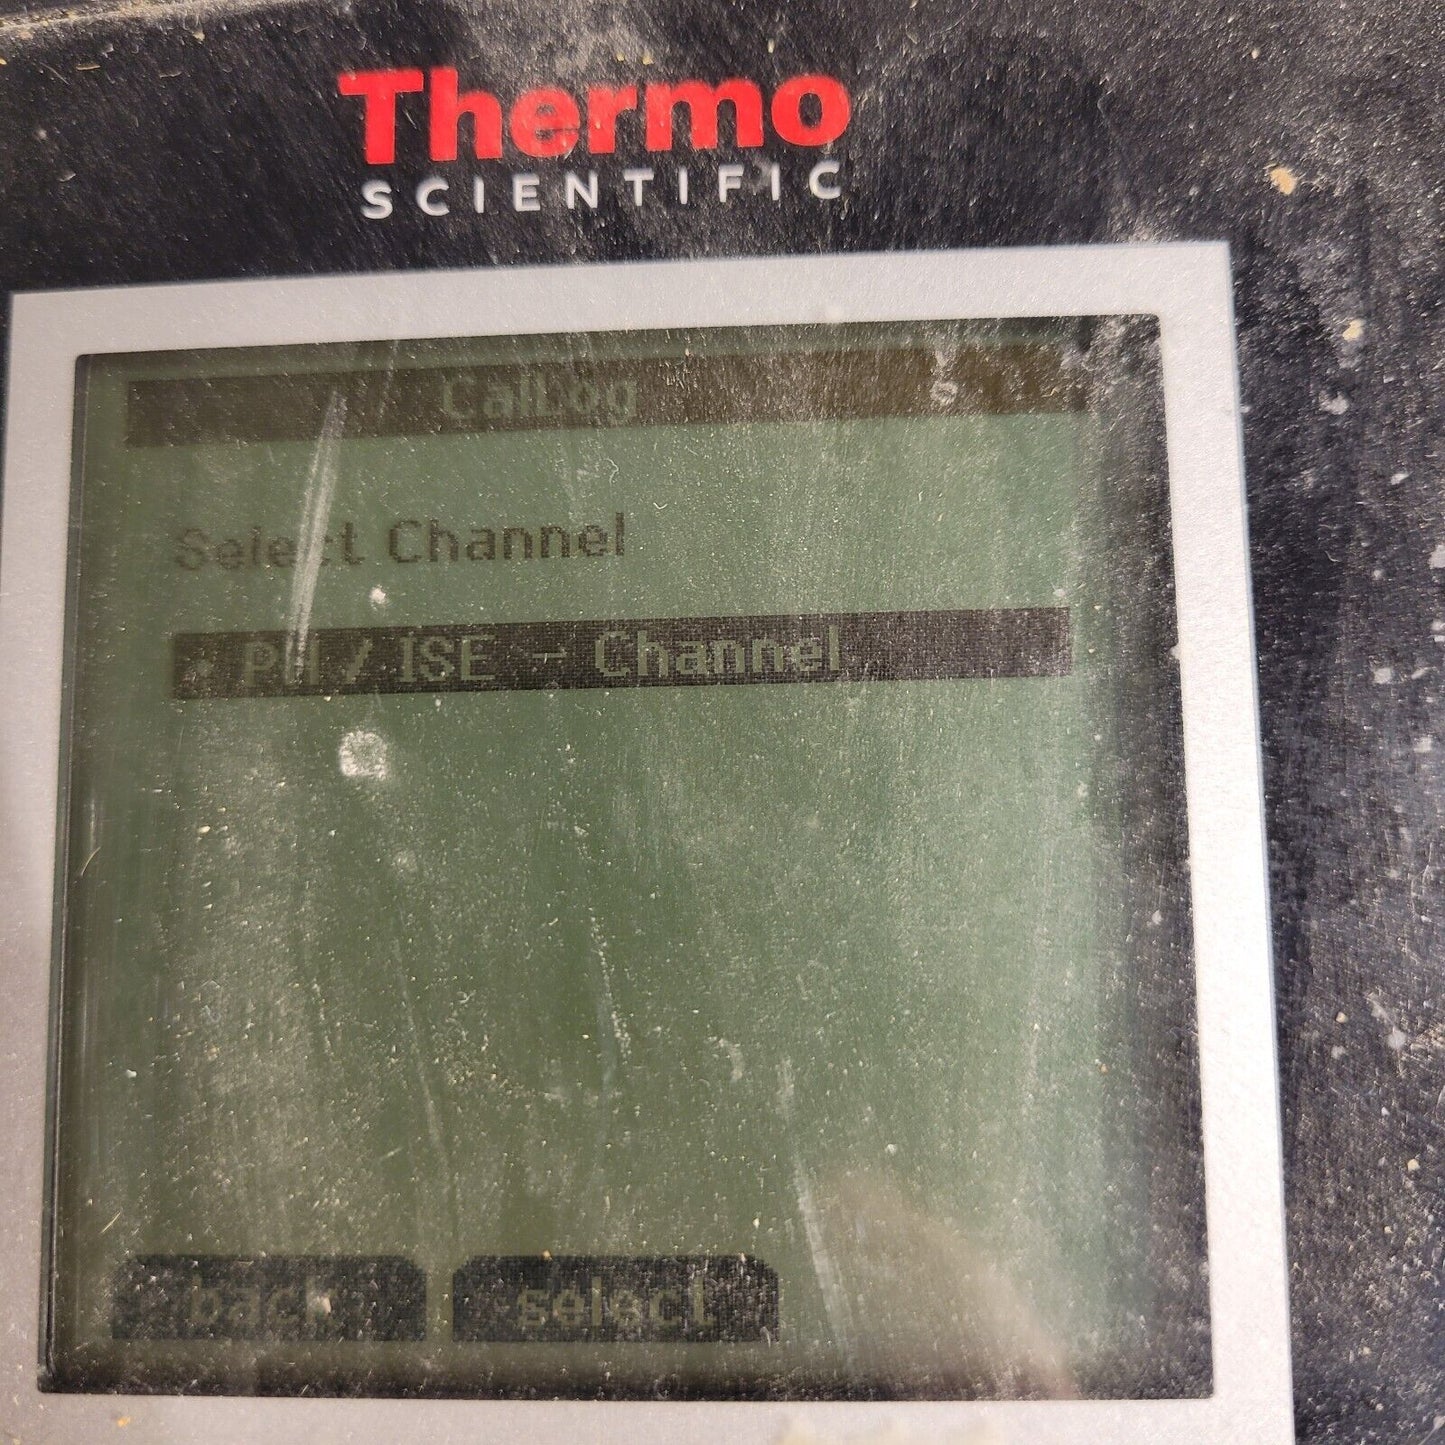 Thermo
SCIENTIFIC
CalLog
Select Channel
PH / ISE - Channel
back
select